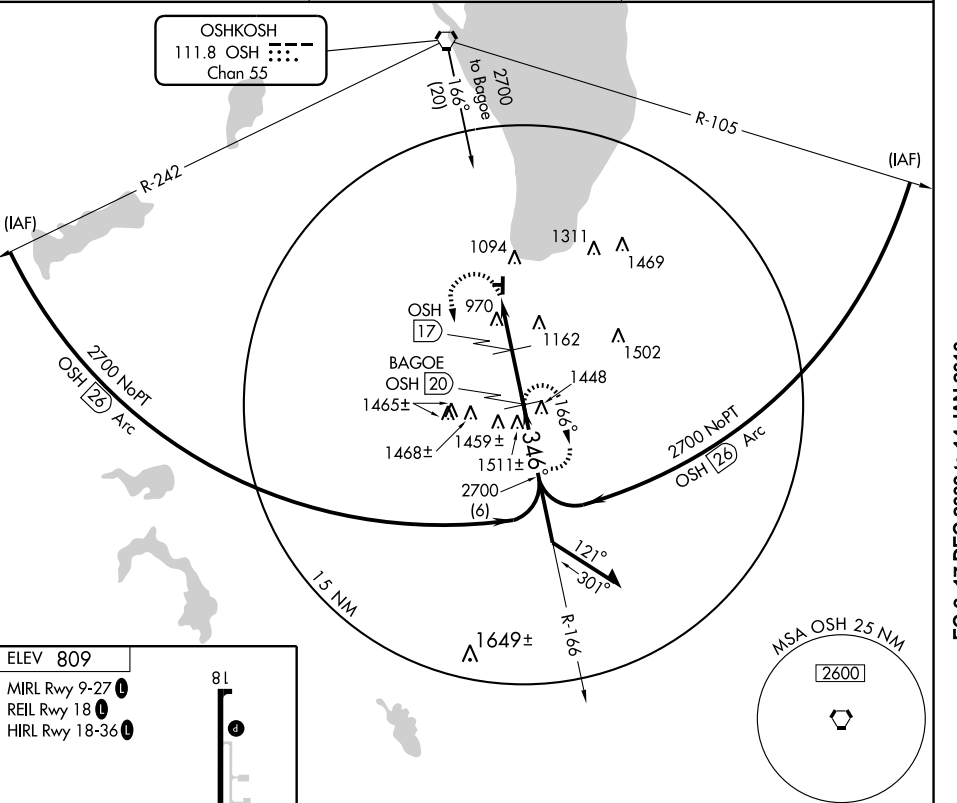 OSHKOSH
111.8 OSH
Chan 55
2700
to Bagoe
166°
(20)
R-105
R-242
(IAF)
(IAF)
1094
1311
1469
970
OSH
17
1162
1502
BAGOE
OSH 20
1448
1465±
166°
1468±
1459±
1511±
346°
2700
(6)
2700 NoPT
OSH 26 Arc
2700 NoPT
OSH 26 Arc
121°
301°
R-166
15 NM
1649±
MSA OSH 25 NM
2600
ELEV 809
MIRL Rwy 9-27 L
REIL Rwy 18 L
HIRL Rwy 18-36 L
18
P